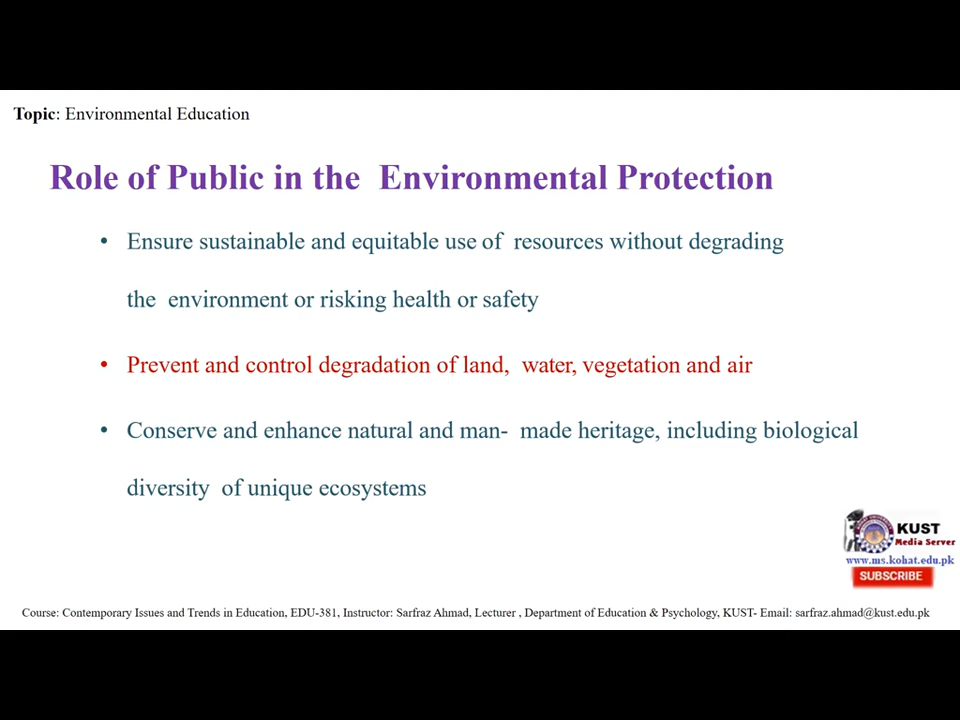 Topic: Environmental Education
Role of Public in the Environmental Protection
• Ensure sustainable and equitable use of resources without degrading
the environment or risking health or safety
• Prevent and control degradation of land, water, vegetation and air
• Conserve and enhance natural and man- made heritage, including biological
diversity of unique ecosystems
KUST
Media Server
www.ms.kohat.edu.pk
SUBSCRIBE
Course: Contemporary Issues and Trends in Education, EDU-381, Instructor: Sarfraz Ahmad, Lecturer , Department of Education & Psychology, KUST- Email: sarfraz.ahmad@kust.edu.pk